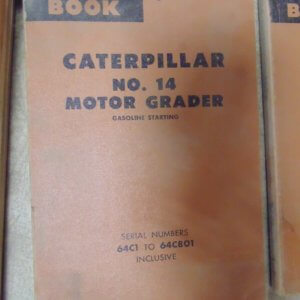 BOOK
CATERPILLAR
NO. 14
MOTOR GRADER
GASOLINE STARTING
SERIAL NUMBERS
64C1 TO 64C801
INCLUSIVE
B